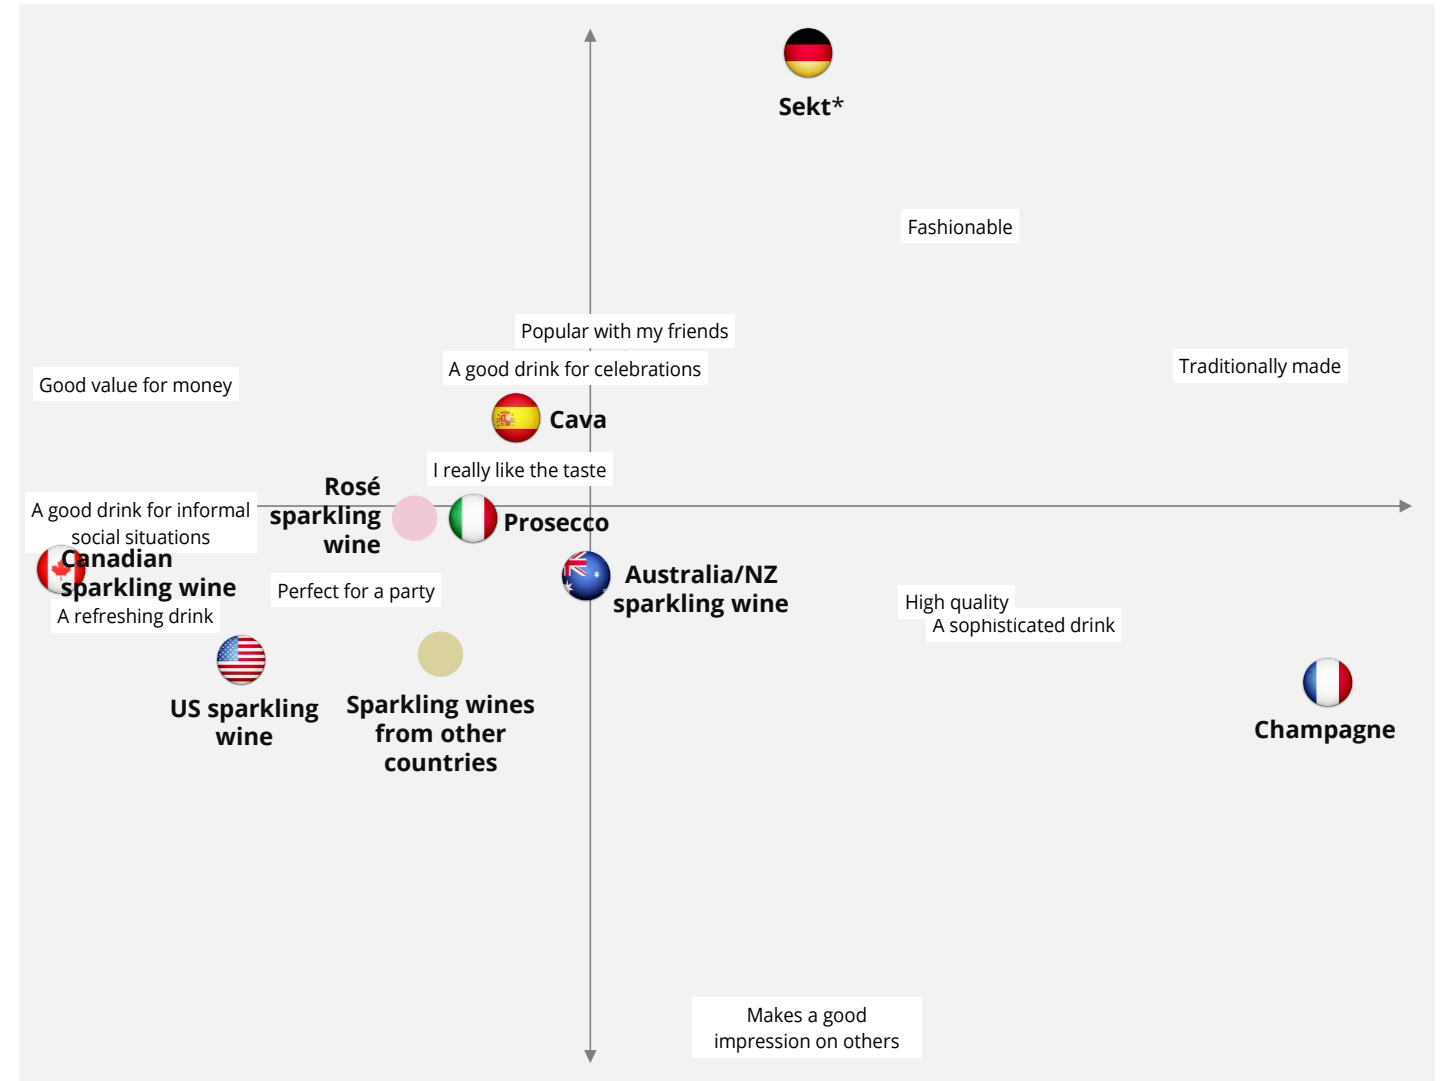 Sekt*
Fashionable
Popular with my friends
A good drink for celebrations
Traditionally made
Good value for money
Cava
I really like the taste
Rosé
sparkling
wine
Prosecco
A good drink for informal
social situations
Canadian
sparkling wine
Australia/NZ
sparkling wine
Perfect for a party
High quality
A sophisticated drink
A refreshing drink
US sparkling
wine
Sparkling wines
from other
countries
Champagne
Makes a good
impression on others